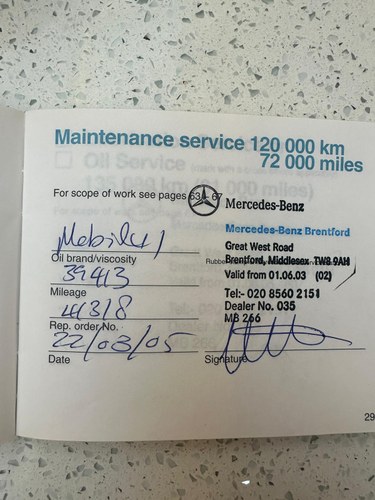 Maintenance service 120 000 km
72 000 miles
For scope of work see pages 63 - 67
Mercedes-Benz
Mobil 1
Oil brand/viscosity
39413
Mileage
41318
Rep. order No.
22/03/05
Date
Mercedes-Benz Brentford
Great West Road
Brentford, Middlesex TW8 9AH
Valid from 01.06.03 (02)
Tel:- 020 8560 2151
Dealer No. 035
MB 266
Signature
29